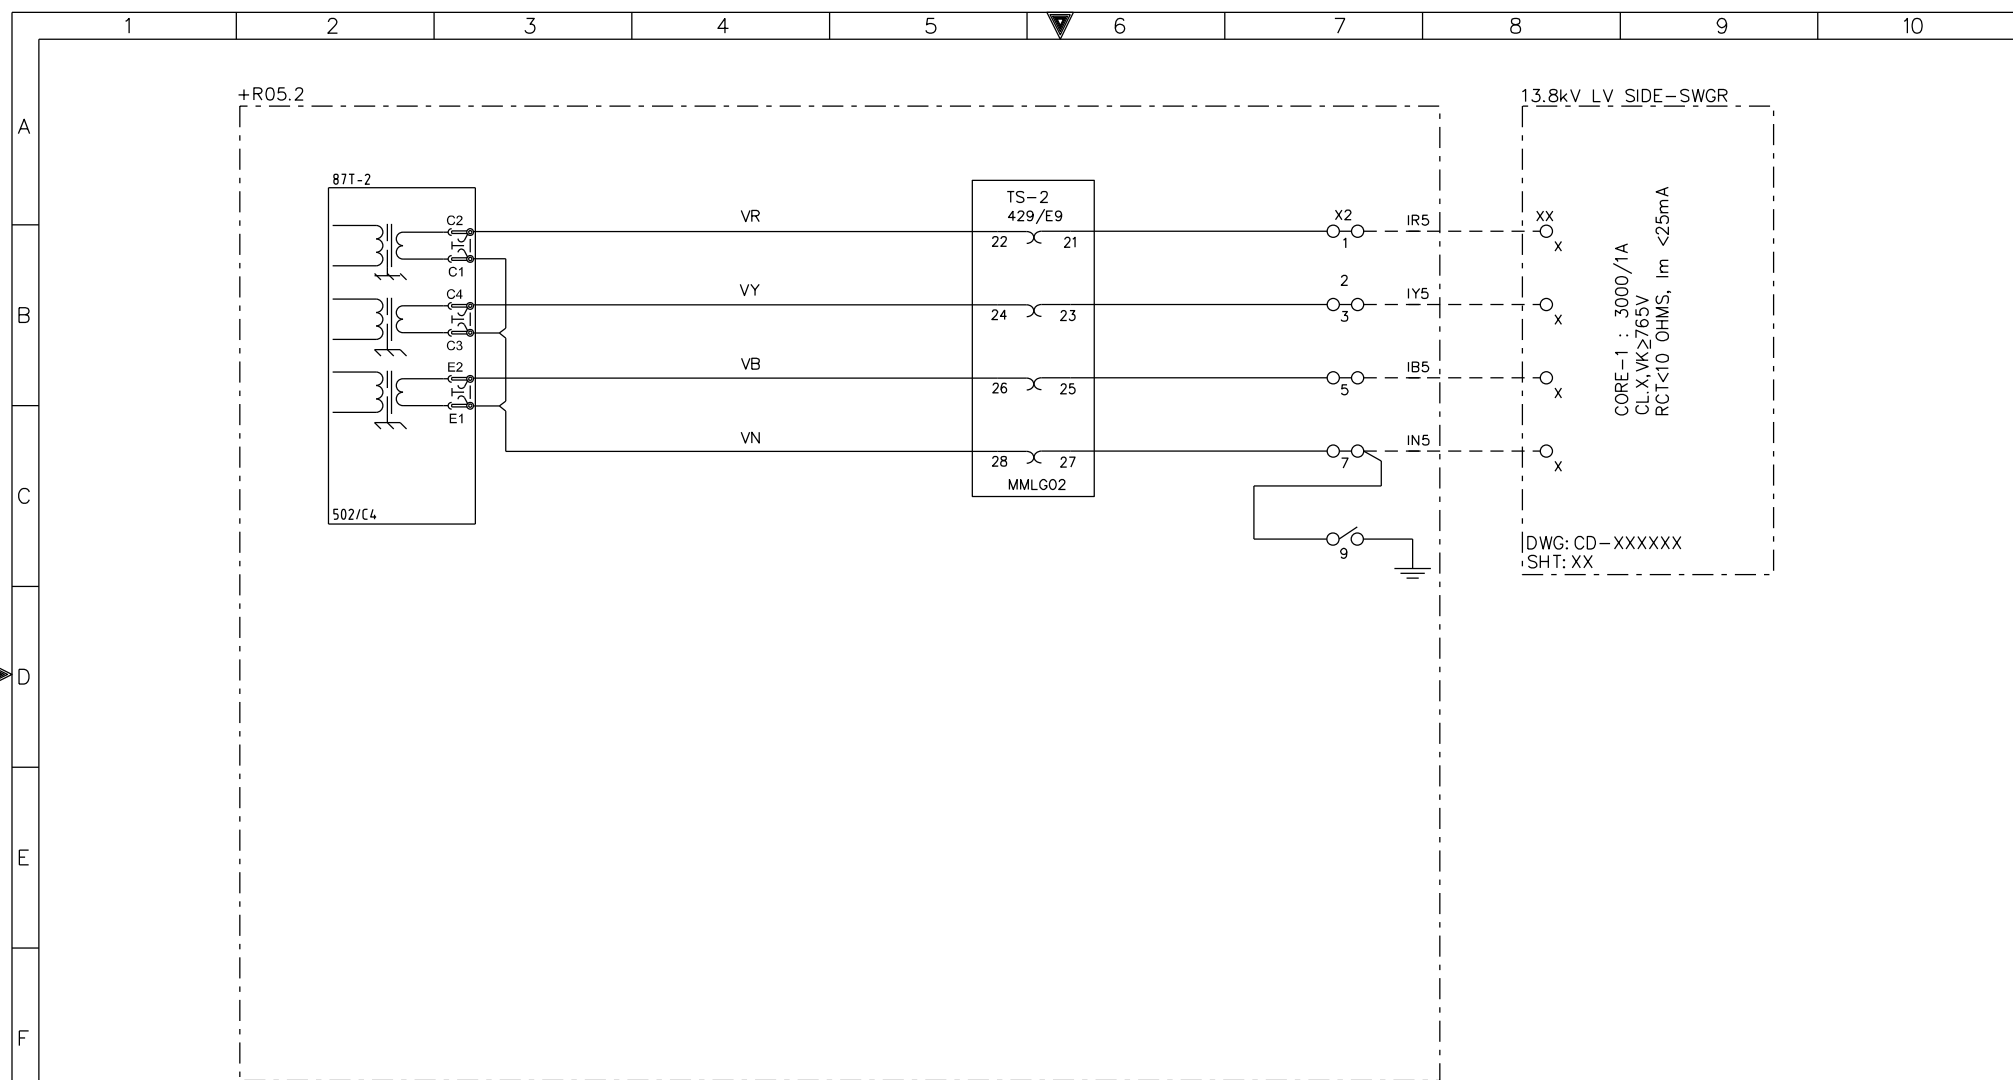 1 2 3 4 5 6 7 8 9 10
+R05.2
13.8kV LV SIDE-SWGR
A
87T-2
TS-2
429/E9
C2
VR
22
21
X2
1
IR5
XX
X
C1
C4
VY
24
23
2
3
IY5
X
B
C3
E2
VB
26
25
5
IB5
X
E1
VN
28
27
7
IN5
X
CORE-1 : 3000/1A
CL.X,VK≥765V
RCT<10 OHMS, Im <25mA
MMLG02
C
502/C4
9
DWG: CD-XXXXXX
SHT: XX
D
E
F